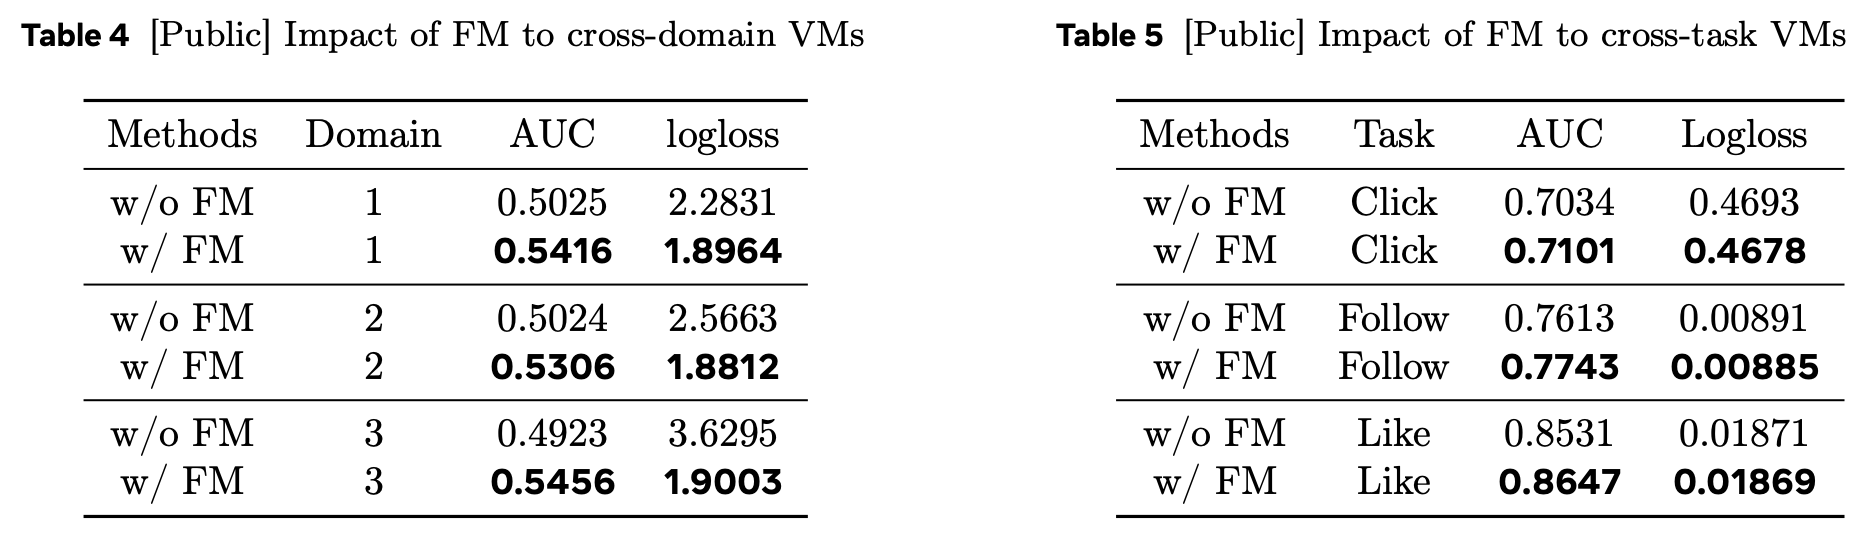 Table 4 [Public] Impact of FM to cross-domain VMs
Methods Domain AUC logloss
w/o FM 1 0.5025 2.2831
w/ FM 1 0.5416 1.8964
w/o FM 2 0.5024 2.5663
w/ FM 2 0.5306 1.8812
w/o FM 3 0.4923 3.6295
w/ FM 3 0.5456 1.9003
Table 5 [Public] Impact of FM to cross-task VMs
Methods Task AUC Logloss
w/o FM Click 0.7034 0.4693
w/ FM Click 0.7101 0.4678
w/o FM Follow 0.7613 0.00891
w/ FM Follow 0.7743 0.00885
w/o FM Like 0.8531 0.01871
w/ FM Like 0.8647 0.01869